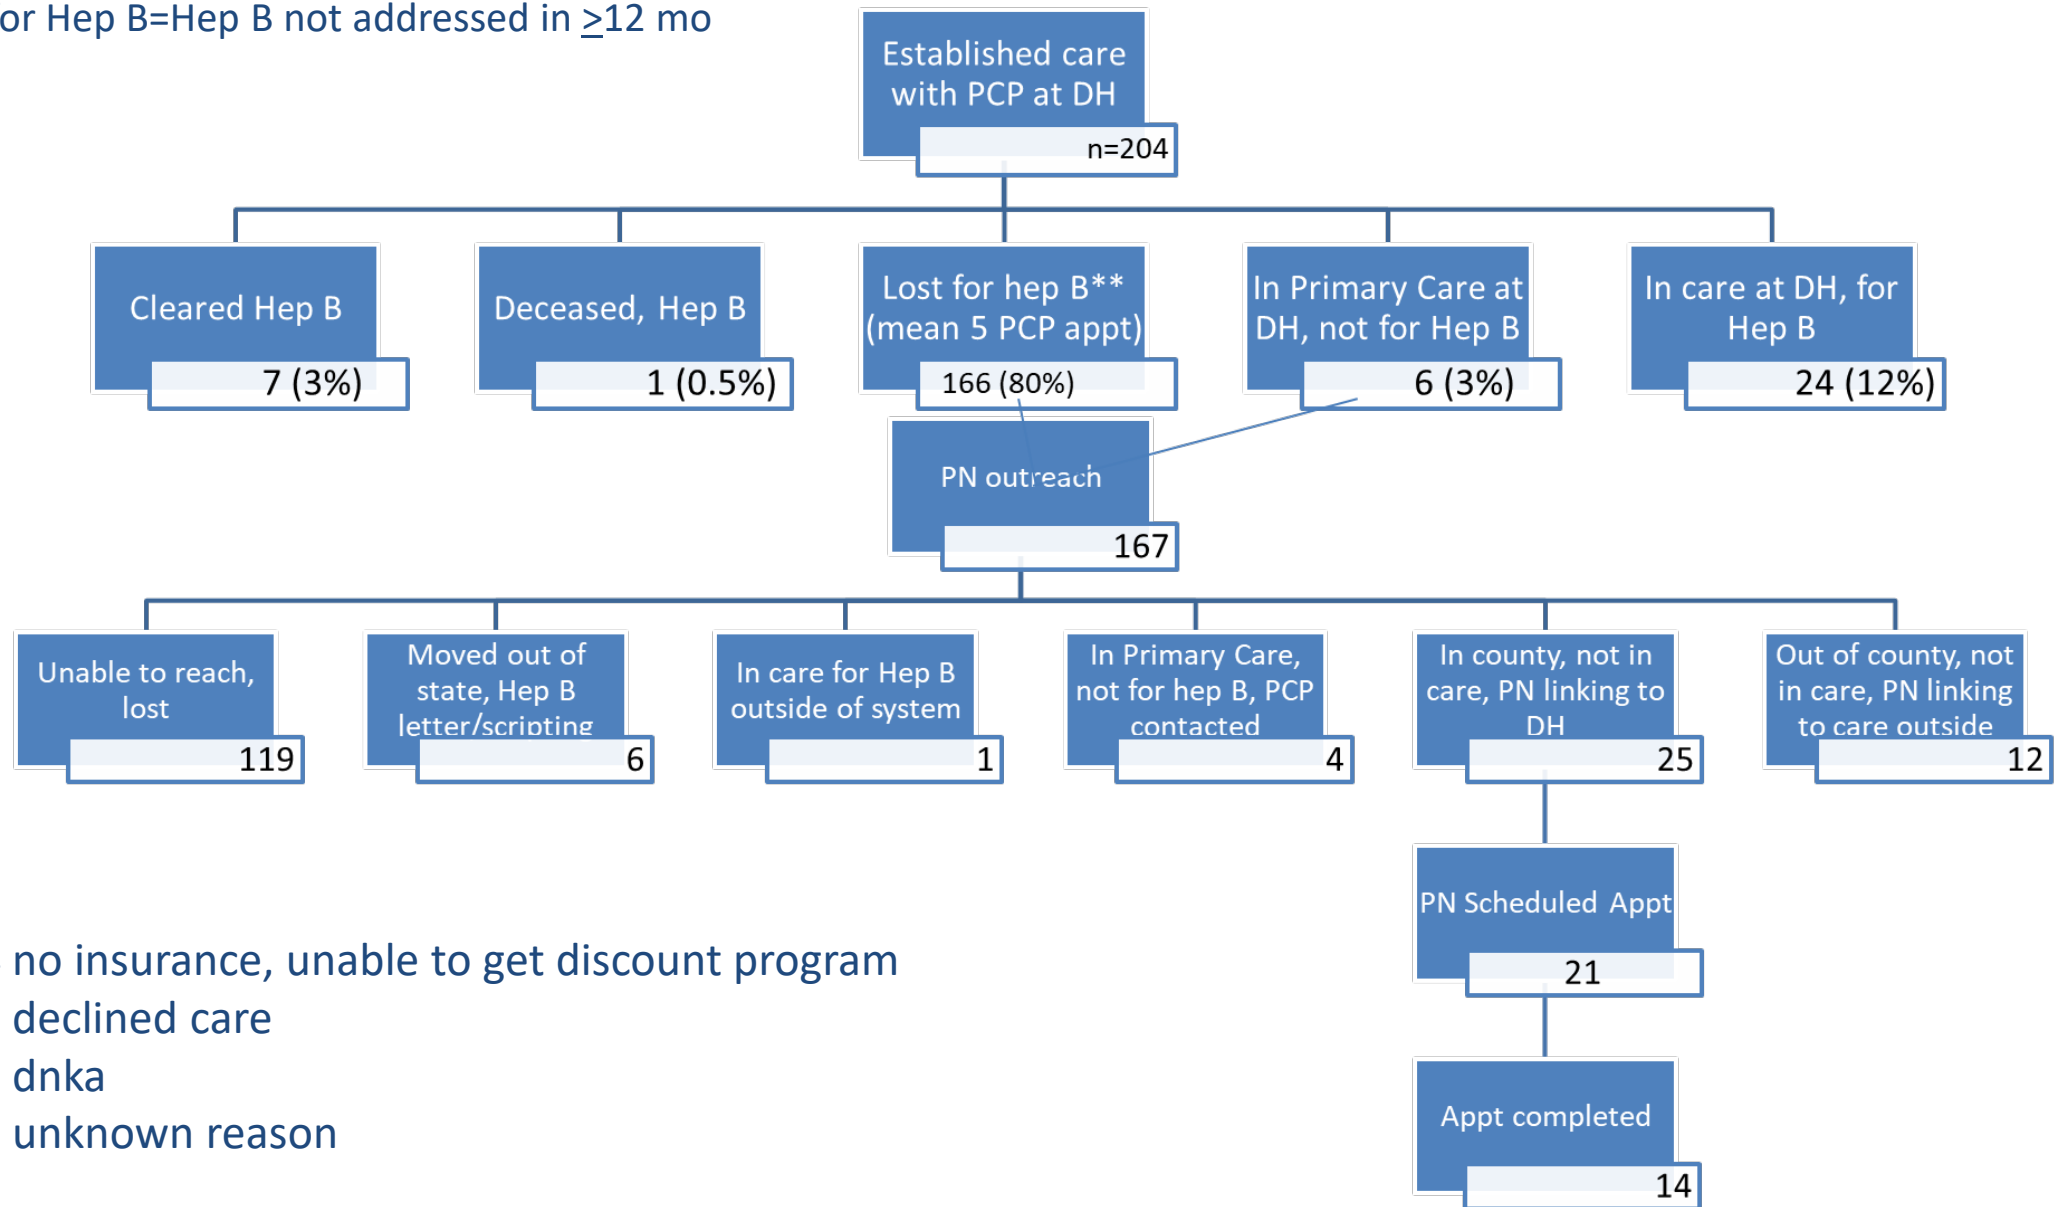 or Hep B=Hep B not addressed in ≥12 mo
Established care
with PCP at DH
n=204
Cleared Hep B
7 (3%)
Deceased, Hep B
1 (0.5%)
Lost for hep B**
(mean 5 PCP appt)
166 (80%)
In Primary Care at
DH, not for Hep B
6 (3%)
In care at DH, for
Hep B
24 (12%)
PN outreach
167
Unable to reach,
lost
119
Moved out of
state, Hep B
letter/scripting
6
In care for Hep B
outside of system
1
In Primary Care,
not for hep B, PCP
contacted
4
In county, not in
care, PN linking to
DH
25
Out of county, not
in care, PN linking
to care outside
12
PN Scheduled Appt
21
Appt completed
14
no insurance, unable to get discount program
declined care
dnka
unknown reason